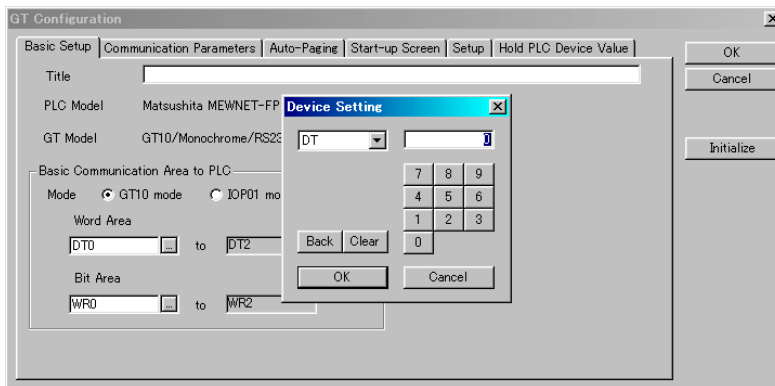 GT Configuration
Basic Setup Communication Parameters Auto-Paging Start-up Screen Setup Hold PLC Device Value
OK
Cancel
Initialize
Title
PLC Model Matsushita MEWNET-FP
GT Model GT10/Monochrome/RS23
Basic Communication Area to PLC
Mode GT10 mode IOP01 mo
Word Area
DT0 ... to DT2
Bit Area
WR0 ... to WR2
Device Setting
DT 0
7 8 9
4 5 6
1 2 3
Back Clear 0
OK Cancel